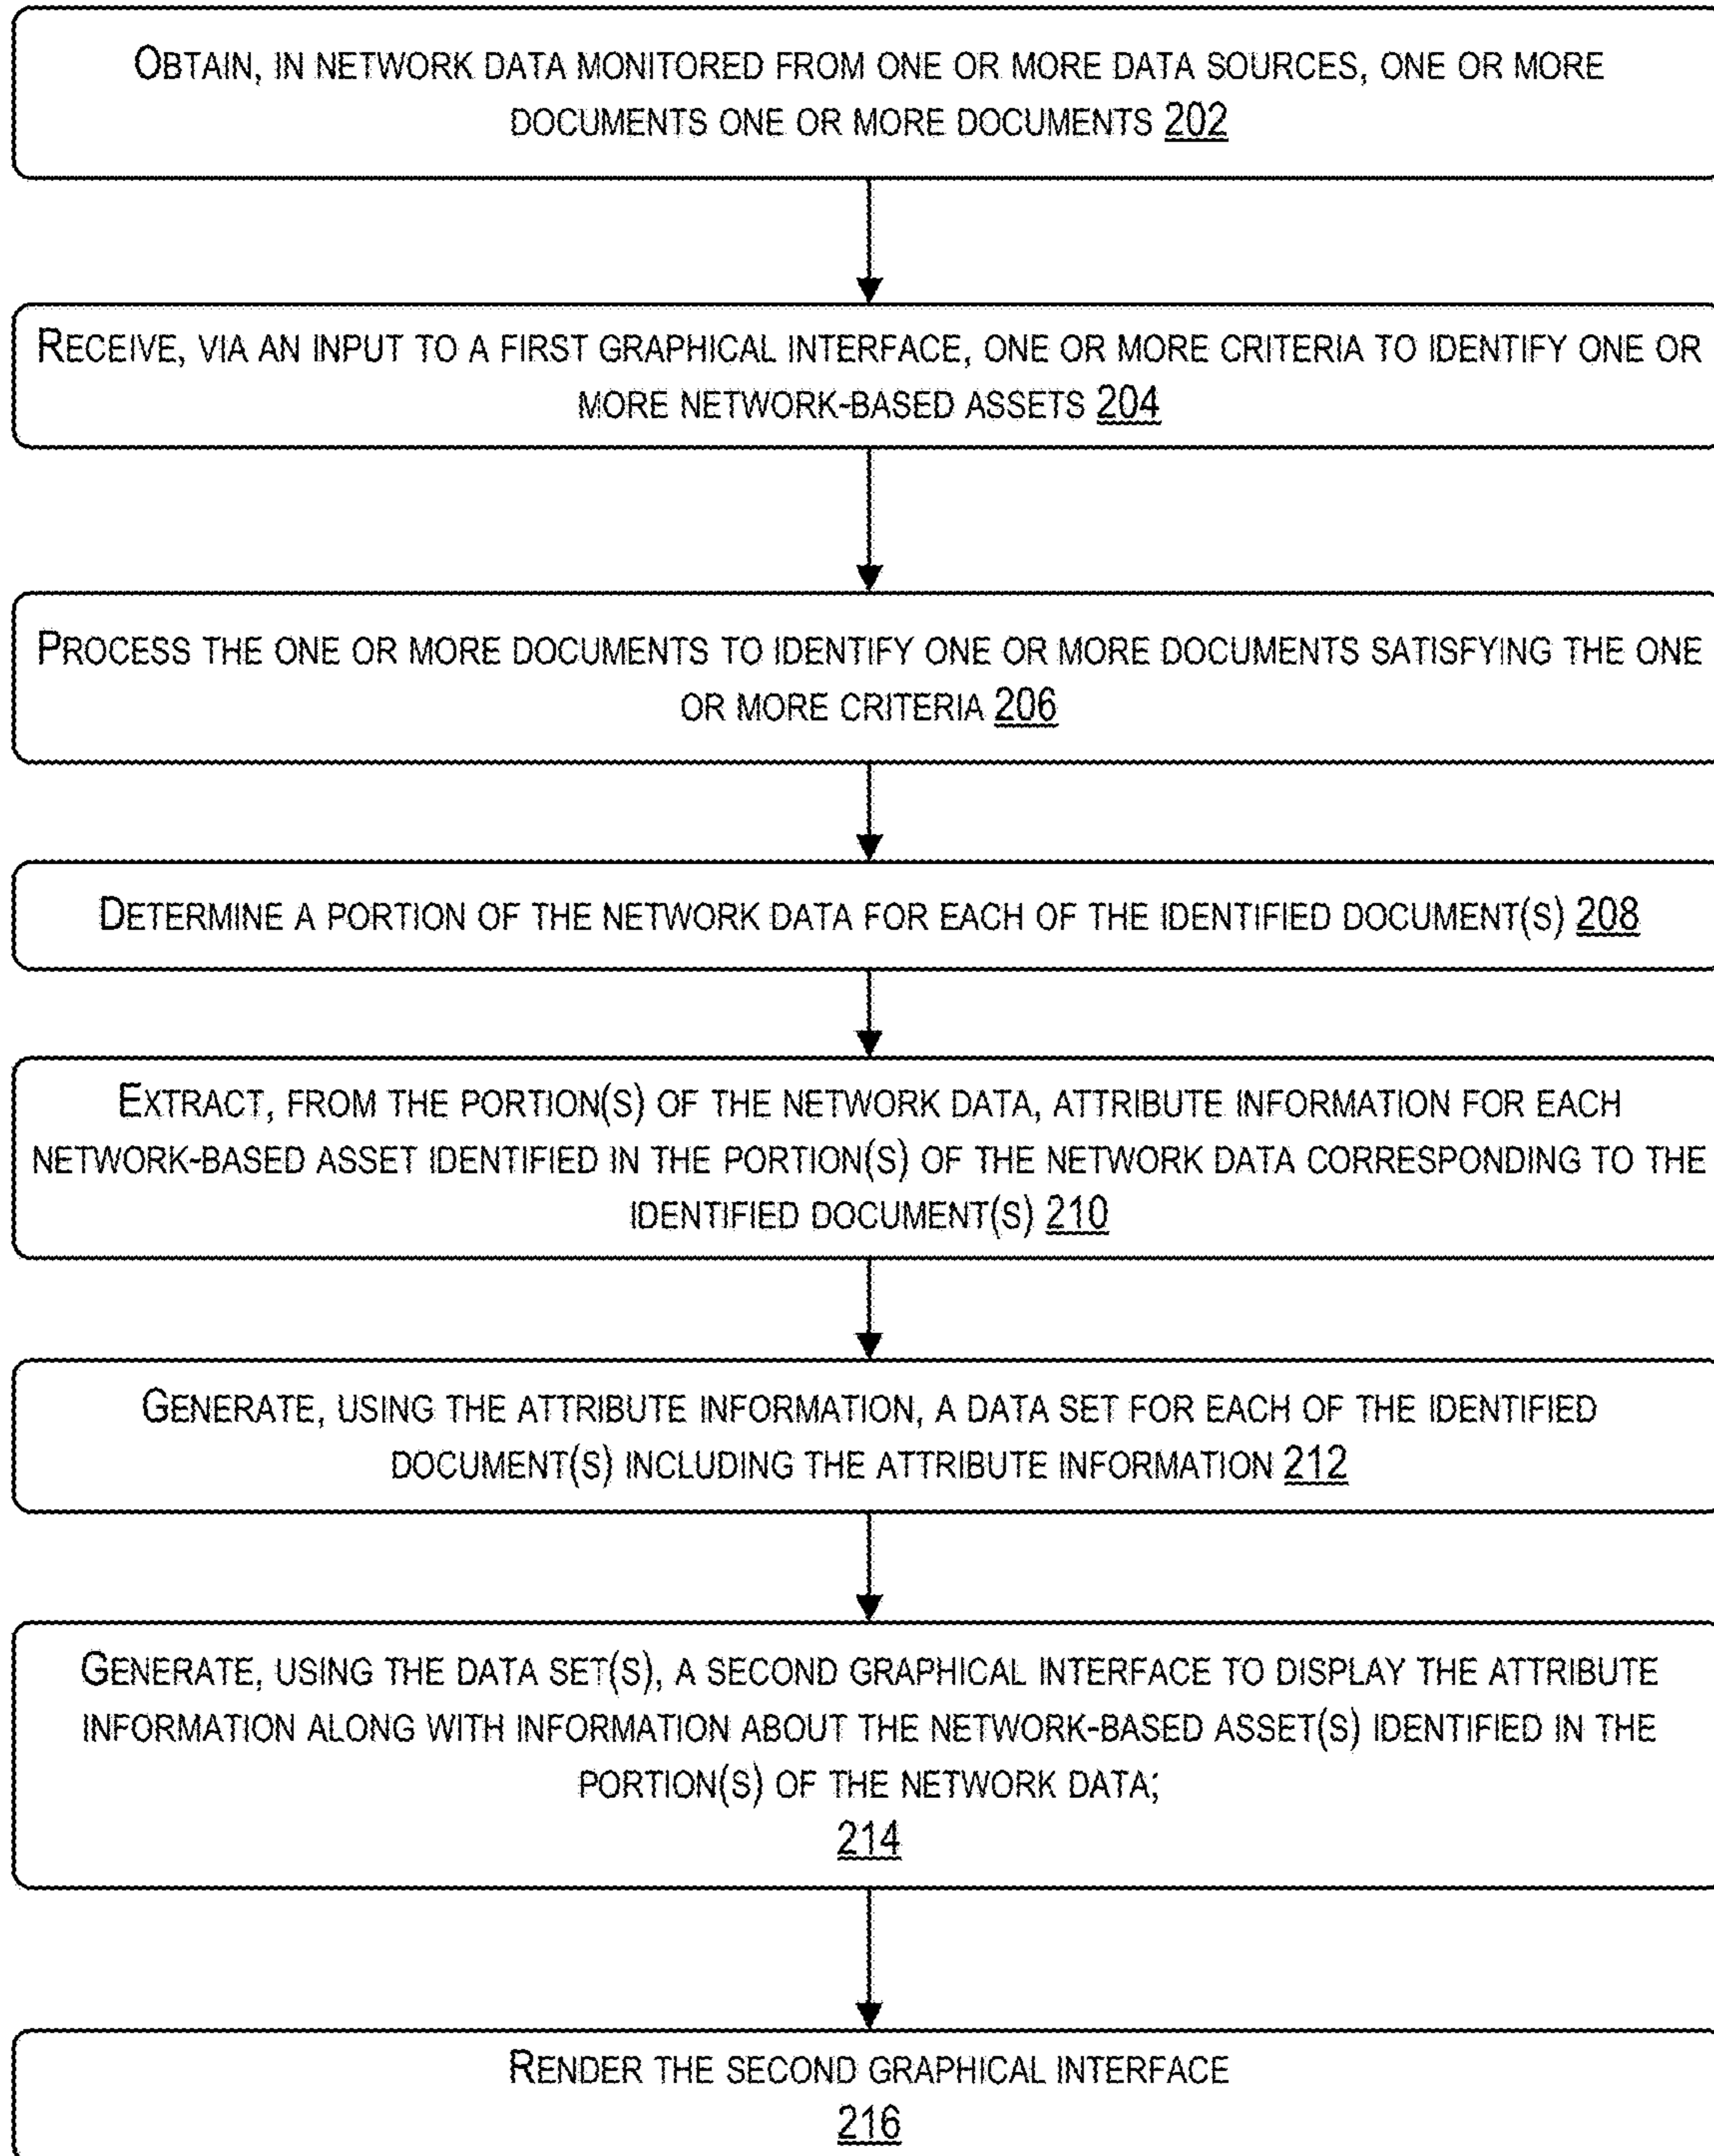 OBTAIN, IN NETWORK DATA MONITORED FROM ONE OR MORE DATA SOURCES, ONE OR MORE
DOCUMENTS ONE OR MORE DOCUMENTS 202
RECEIVE, VIA AN INPUT TO A FIRST GRAPHICAL INTERFACE, ONE OR MORE CRITERIA TO IDENTIFY ONE OR
MORE NETWORK-BASED ASSETS 204
PROCESS THE ONE OR MORE DOCUMENTS TO IDENTIFY ONE OR MORE DOCUMENTS SATISFYING THE ONE
OR MORE CRITERIA 206
DETERMINE A PORTION OF THE NETWORK DATA FOR EACH OF THE IDENTIFIED DOCUMENT(S) 208
EXTRACT, FROM THE PORTION(S) OF THE NETWORK DATA, ATTRIBUTE INFORMATION FOR EACH
NETWORK-BASED ASSET IDENTIFIED IN THE PORTION(S) OF THE NETWORK DATA CORRESPONDING TO THE
IDENTIFIED DOCUMENT(S) 210
GENERATE, USING THE ATTRIBUTE INFORMATION, A DATA SET FOR EACH OF THE IDENTIFIED
DOCUMENT(S) INCLUDING THE ATTRIBUTE INFORMATION 212
GENERATE, USING THE DATA SET(S), A SECOND GRAPHICAL INTERFACE TO DISPLAY THE ATTRIBUTE
INFORMATION ALONG WITH INFORMATION ABOUT THE NETWORK-BASED ASSET(S) IDENTIFIED IN THE
PORTION(S) OF THE NETWORK DATA;
214
RENDER THE SECOND GRAPHICAL INTERFACE
216